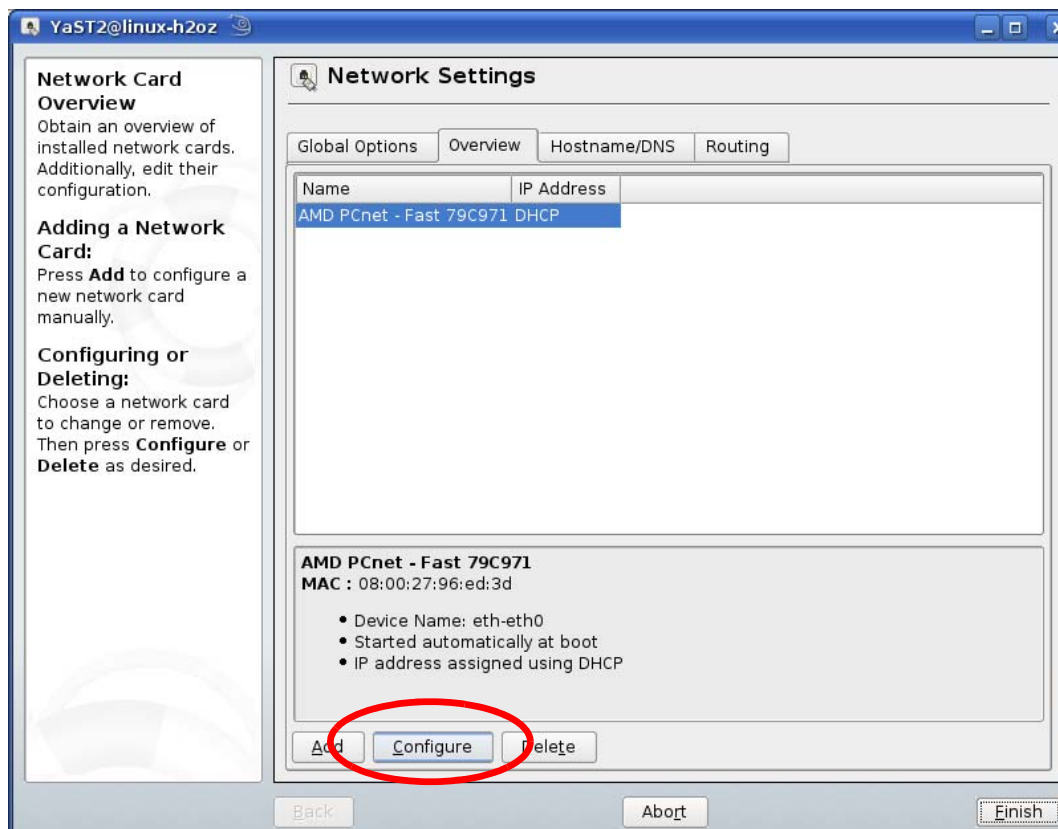 YaST2@linux-h2oz
Network Card
Overview
Obtain an overview of
installed network cards.
Additionally, edit their
configuration.
Adding a Network
Card:
Press Add to configure a
new network card
manually.
Configuring or
Deleting:
Choose a network card
to change or remove.
Then press Configure or
Delete as desired.
Network Settings
Global Options Overview Hostname/DNS Routing
Name IP Address
AMD PCnet - Fast 79C971 DHCP
AMD PCnet - Fast 79C971
MAC : 08:00:27:96:ed:3d
• Device Name: eth-eth0
• Started automatically at boot
• IP address assigned using DHCP
Add Configure Delete
Back Abort Finish